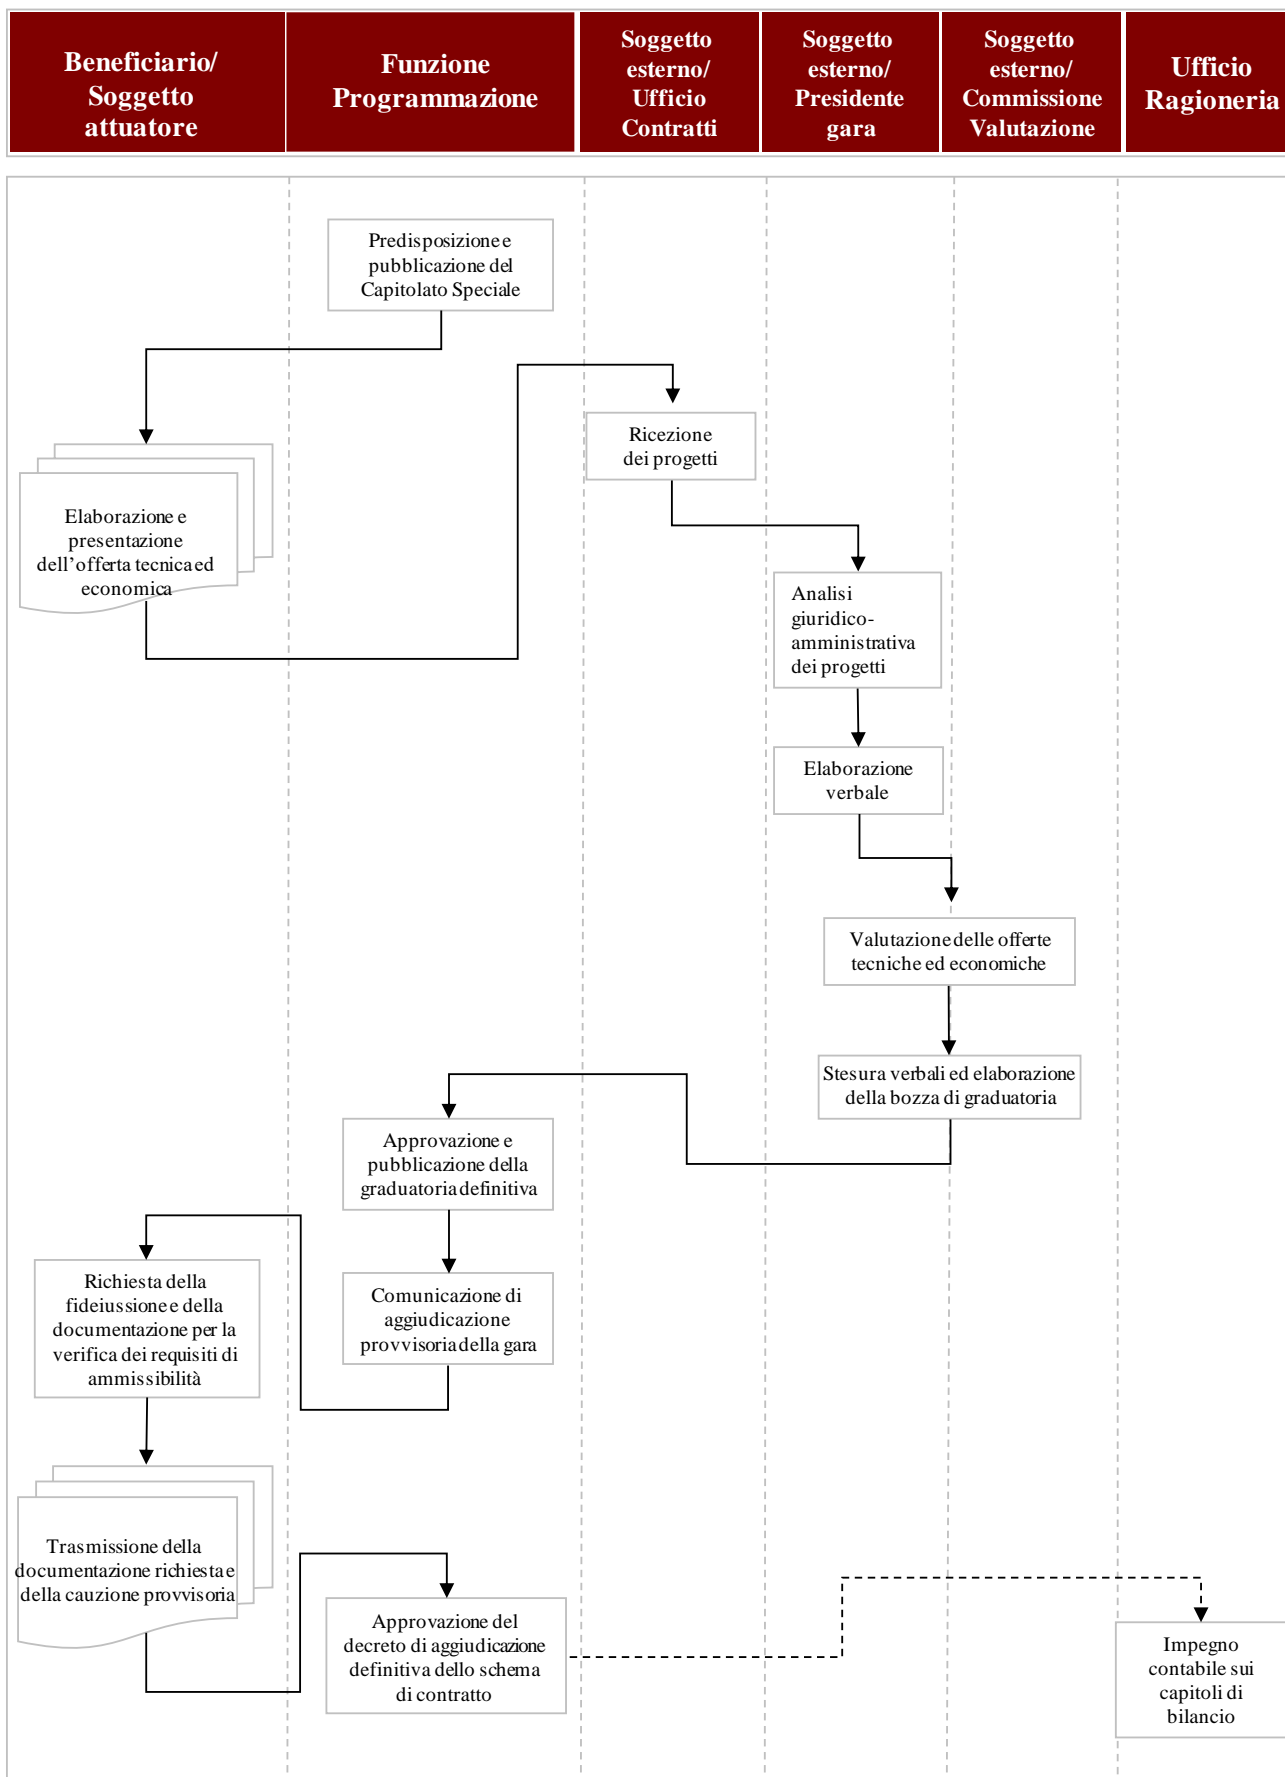 Beneficiario/
Soggetto
attuatore
Funzione
Programmazione
Soggetto
esterno/
Ufficio
Contratti
Soggetto
esterno/
Presidente
gara
Soggetto
esterno/
Commissione
Valutazione
Ufficio
Ragioneria
Predisposizione e
pubblicazione del
Capitolato Speciale
Ricezione
dei progetti
Elaborazione e
presentazione
dell'offerta tecnica ed
economica
Analisi
giuridico-
amministrativa
dei progetti
Elaborazione
verbale
Valutazione delle offerte
tecniche ed economiche
Stesura verbali ed elaborazione
della bozza di graduatoria
Approvazione e
pubblicazione della
graduatoria definitiva
Comunicazione di
aggiudicazione
provvisoria della gara
Richiesta della
fideiussione e della
documentazione per la
verifica dei requisiti di
ammissibilità
Trasmissione della
documentazione richiesta e
della cauzione provvisoria
Approvazione del
decreto di aggiudicazione
definitiva dello schema
di contratto
Impegno
contabile sui
capitoli di
bilancio